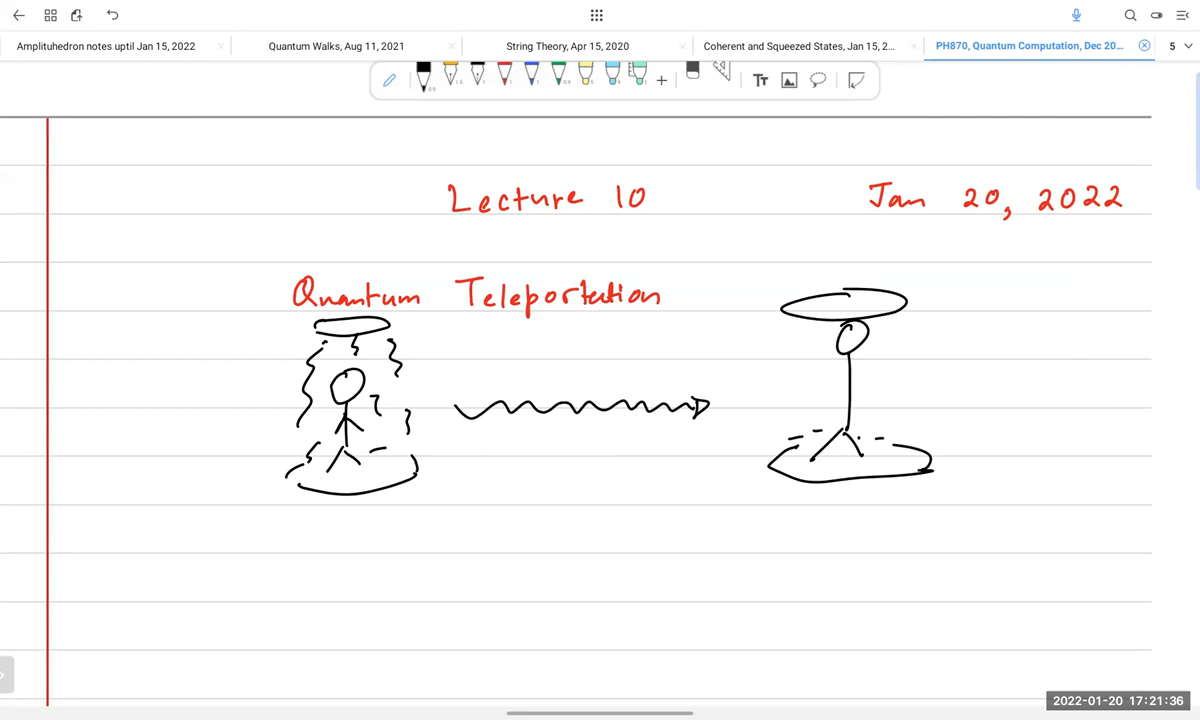 Amplituhedron notes uptil Jan 15, 2022 Quantum Walks, Aug 11, 2021 String Theory, Apr 15, 2020 Coherent and Squeezed States, Jan 15, 2... PH870, Quantum Computation, Dec 20... 5
Tт
Lecture 10 Jan 20, 2022
Quantum Teleportation
2022-01-20 17:21:36